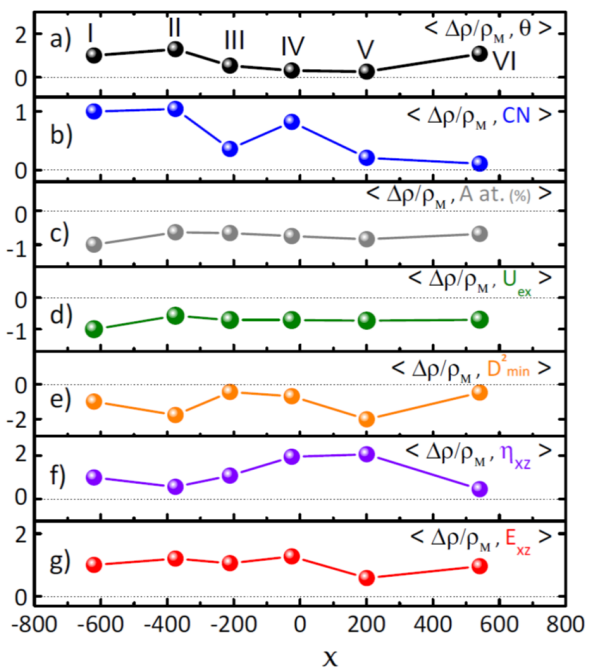 a) I II III IV V VI < Δρ/ρM, θ >
2
0
b) < Δρ/ρM, CN >
1
0
c) < Δρ/ρM, A at. (%) >
0
-1
d) < Δρ/ρM, Uex >
0
-1
e) < Δρ/ρM, D²min >
0
-2
f) < Δρ/ρM, ηxz >
2
0
g) < Δρ/ρM, Exz >
2
0
-800 -600 -400 -200 0 200 400 600 800
x